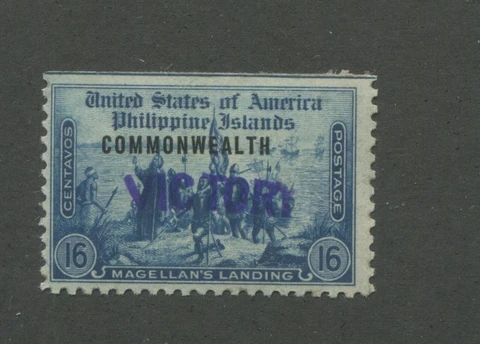 United States of America
Philippine Islands
COMMONWEALTH
CENTAVOS
POSTAGE
VICTORY
16
MAGELLAN'S LANDING
16